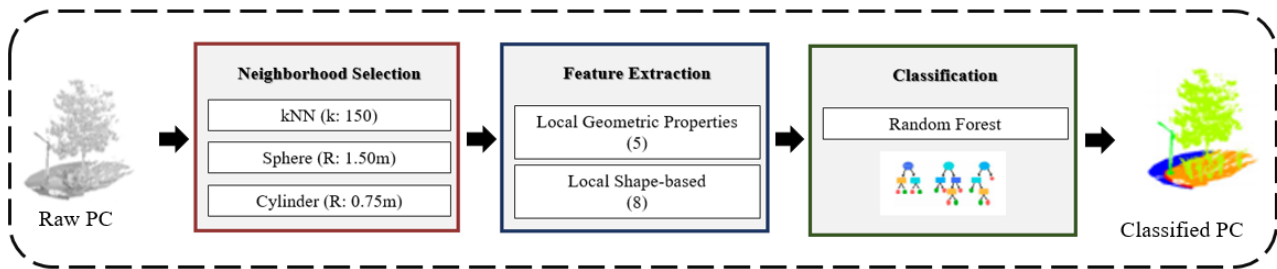 Raw PC
Neighborhood Selection
kNN (k: 150)
Sphere (R: 1.50m)
Cylinder (R: 0.75m)
Feature Extraction
Local Geometric Properties
(5)
Local Shape-based
(8)
Classification
Random Forest
Classified PC